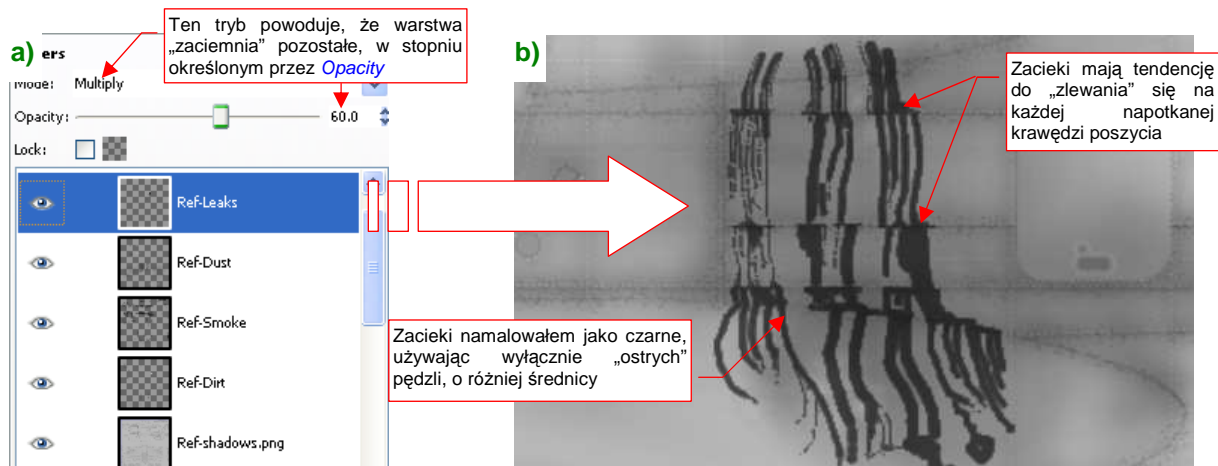 a)
ers
Ten tryb powoduje, że warstwa
„zaciemnia” pozostałe, w stopniu
określonym przez Opacity
Mode: Multiply
Opacity: 60.0
Lock:
Ref-Leaks
Ref-Dust
Ref-Smoke
Ref-Dirt
Ref-shadows.png
b)
Zacieki mają tendencję
do „zlewania” się na
każdej napotkanej
krawędzi poszycia
Zacieki namalowałem jako czarne,
używając wyłącznie „ostrych”
pędzli, o różniej średnicy